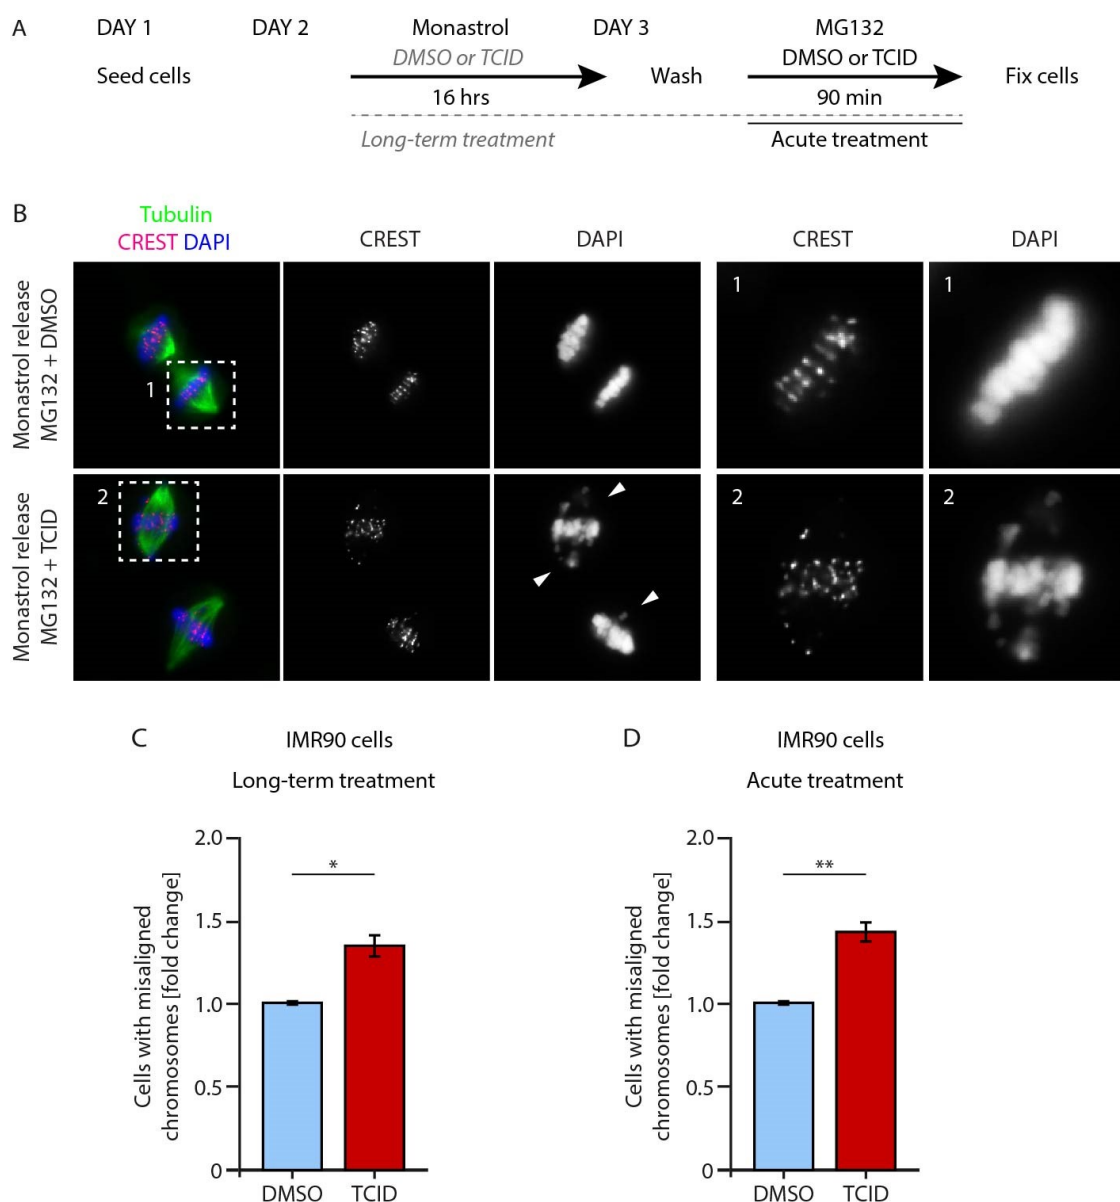 A
DAY 1 DAY 2 Monastrol DAY 3 MG132
DMSO or TCID DMSO or TCID
Seed cells Wash Fix cells
16 hrs 90 min
Long-term treatment Acute treatment
B
Tubulin
CREST DAPI CREST DAPI CREST DAPI
Monastrol release
MG132 + DMSO
1
1
1
Monastrol release
MG132 + TCID
2
2
2
C
IMR90 cells
Long-term treatment
Cells with misaligned
chromosomes [fold change]
2.0
1.5
1.0
0.5
0
*
DMSO TCID
D
IMR90 cells
Acute treatment
Cells with misaligned
chromosomes [fold change]
2.0
1.5
1.0
0.5
0
**
DMSO TCID